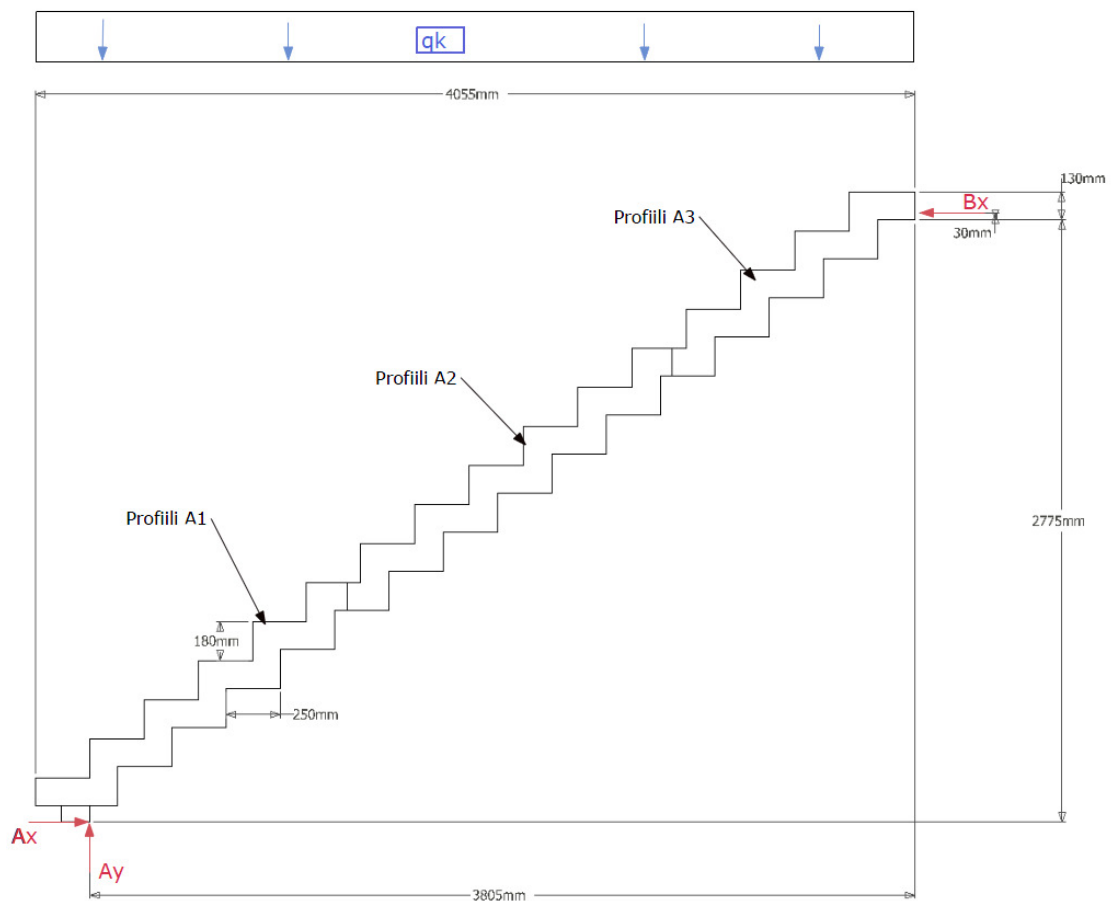 qk
4055mm
130mm
Bx
30mm
Profiili A3
Profiili A2
2775mm
Profiili A1
180mm
250mm
Ax
Ay
3805mm